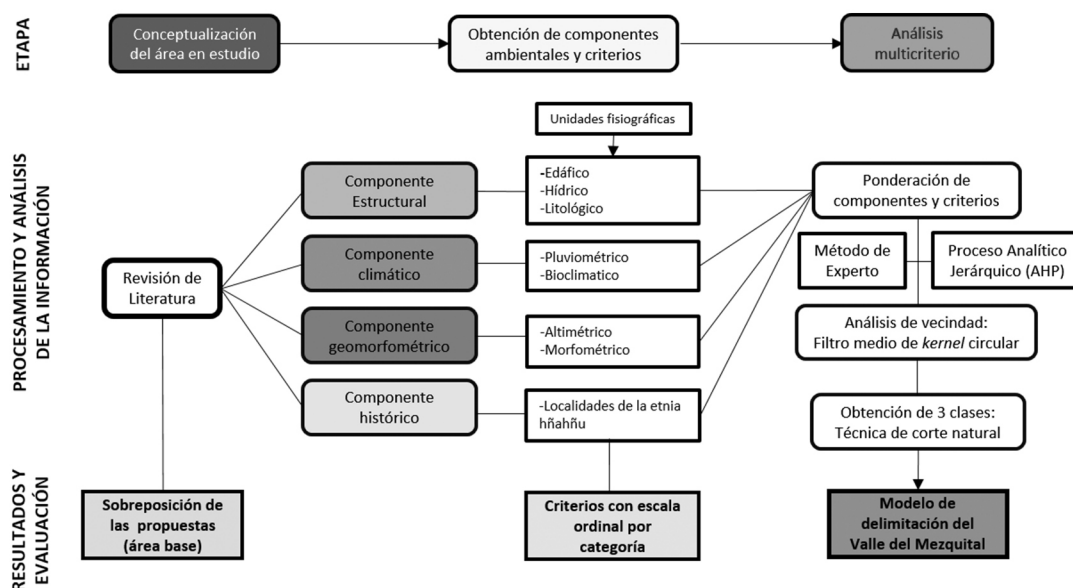 ETAPA
Conceptualización
del área en estudio
Obtención de componentes
ambientales y criterios
Análisis
multicriterio
PROCESAMIENTO Y ANÁLISIS
DE LA INFORMACIÓN
Unidades fisiográficas
Revisión de
Literatura
Componente
Estructural
-Edáfico
-Hídrico
-Litológico
Componente
climático
-Pluviométrico
-Bioclimatico
Componente
geomorfométrico
-Altimétrico
-Morfométrico
Componente
histórico
-Localidades de la etnia
hñahñu
Ponderación de
componentes y criterios
Método de
Experto
Proceso Analítico
Jerárquico (AHP)
Análisis de vecindad:
Filtro medio de kernel circular
Obtención de 3 clases:
Técnica de corte natural
RESULTADOS Y
EVALUACIÓN
Sobreposición de
las propuestas
(área base)
Criterios con escala
ordinal por
categoría
Modelo de
delimitación del
Valle del Mezquital